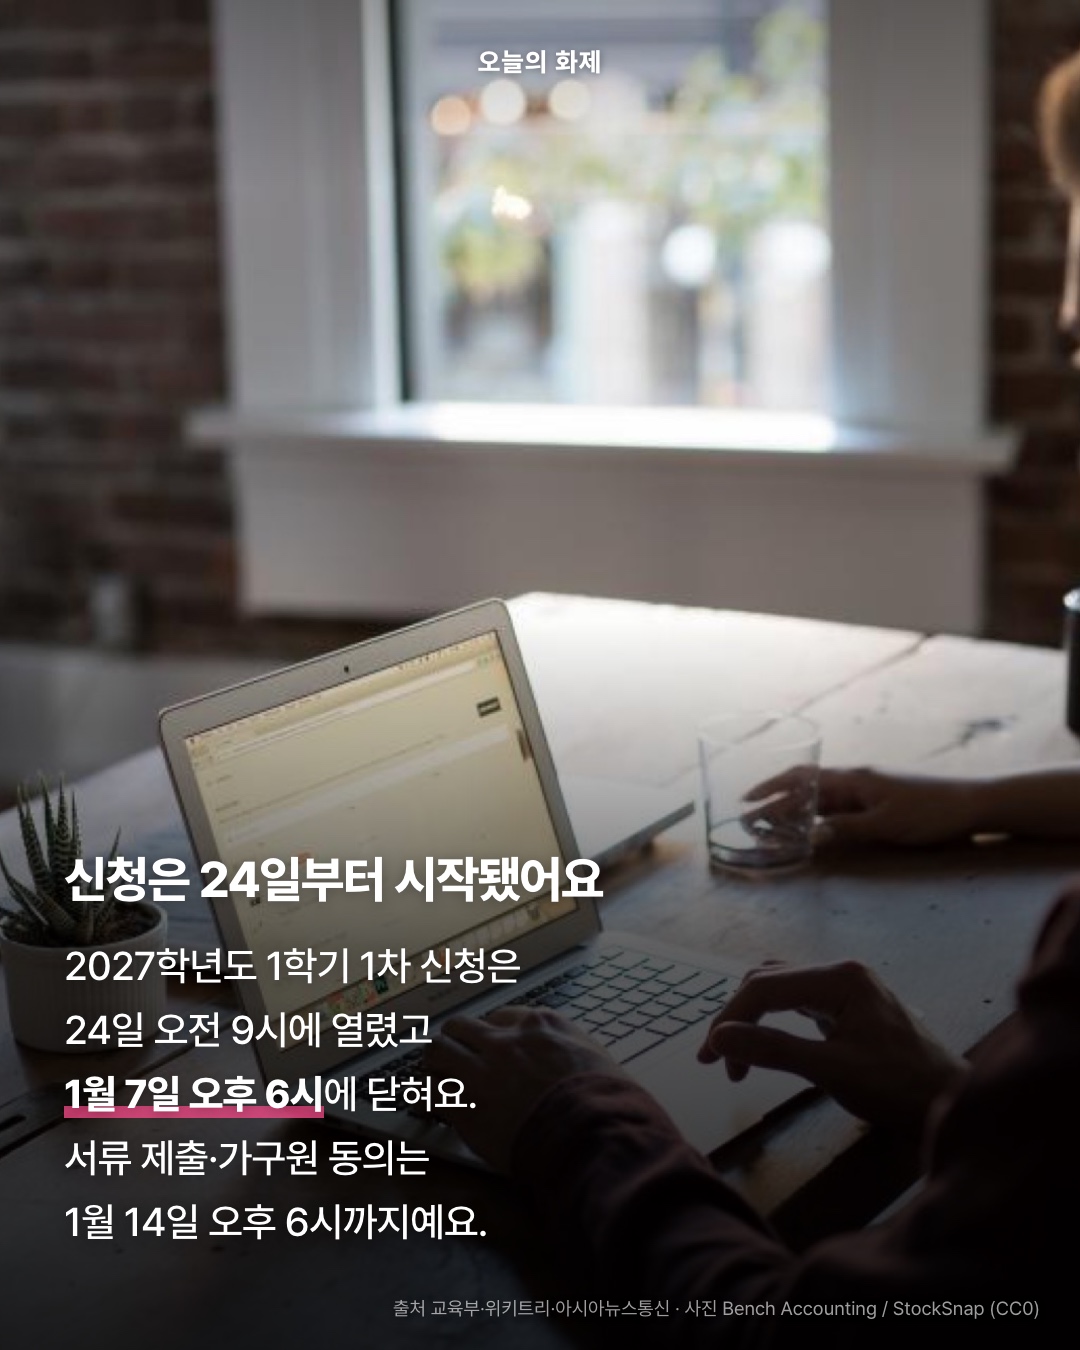 오늘의 화제
신청은 24일부터 시작됐어요
2027학년도 1학기 1차 신청은
24일 오전 9시에 열렸고
1월 7일 오후 6시에 닫혀요.
서류 제출·가구원 동의는
1월 14일 오후 6시까지예요.
출처 교육부·위키트리·아시아뉴스통신 · 사진 Bench Accounting / StockSnap (CC0)